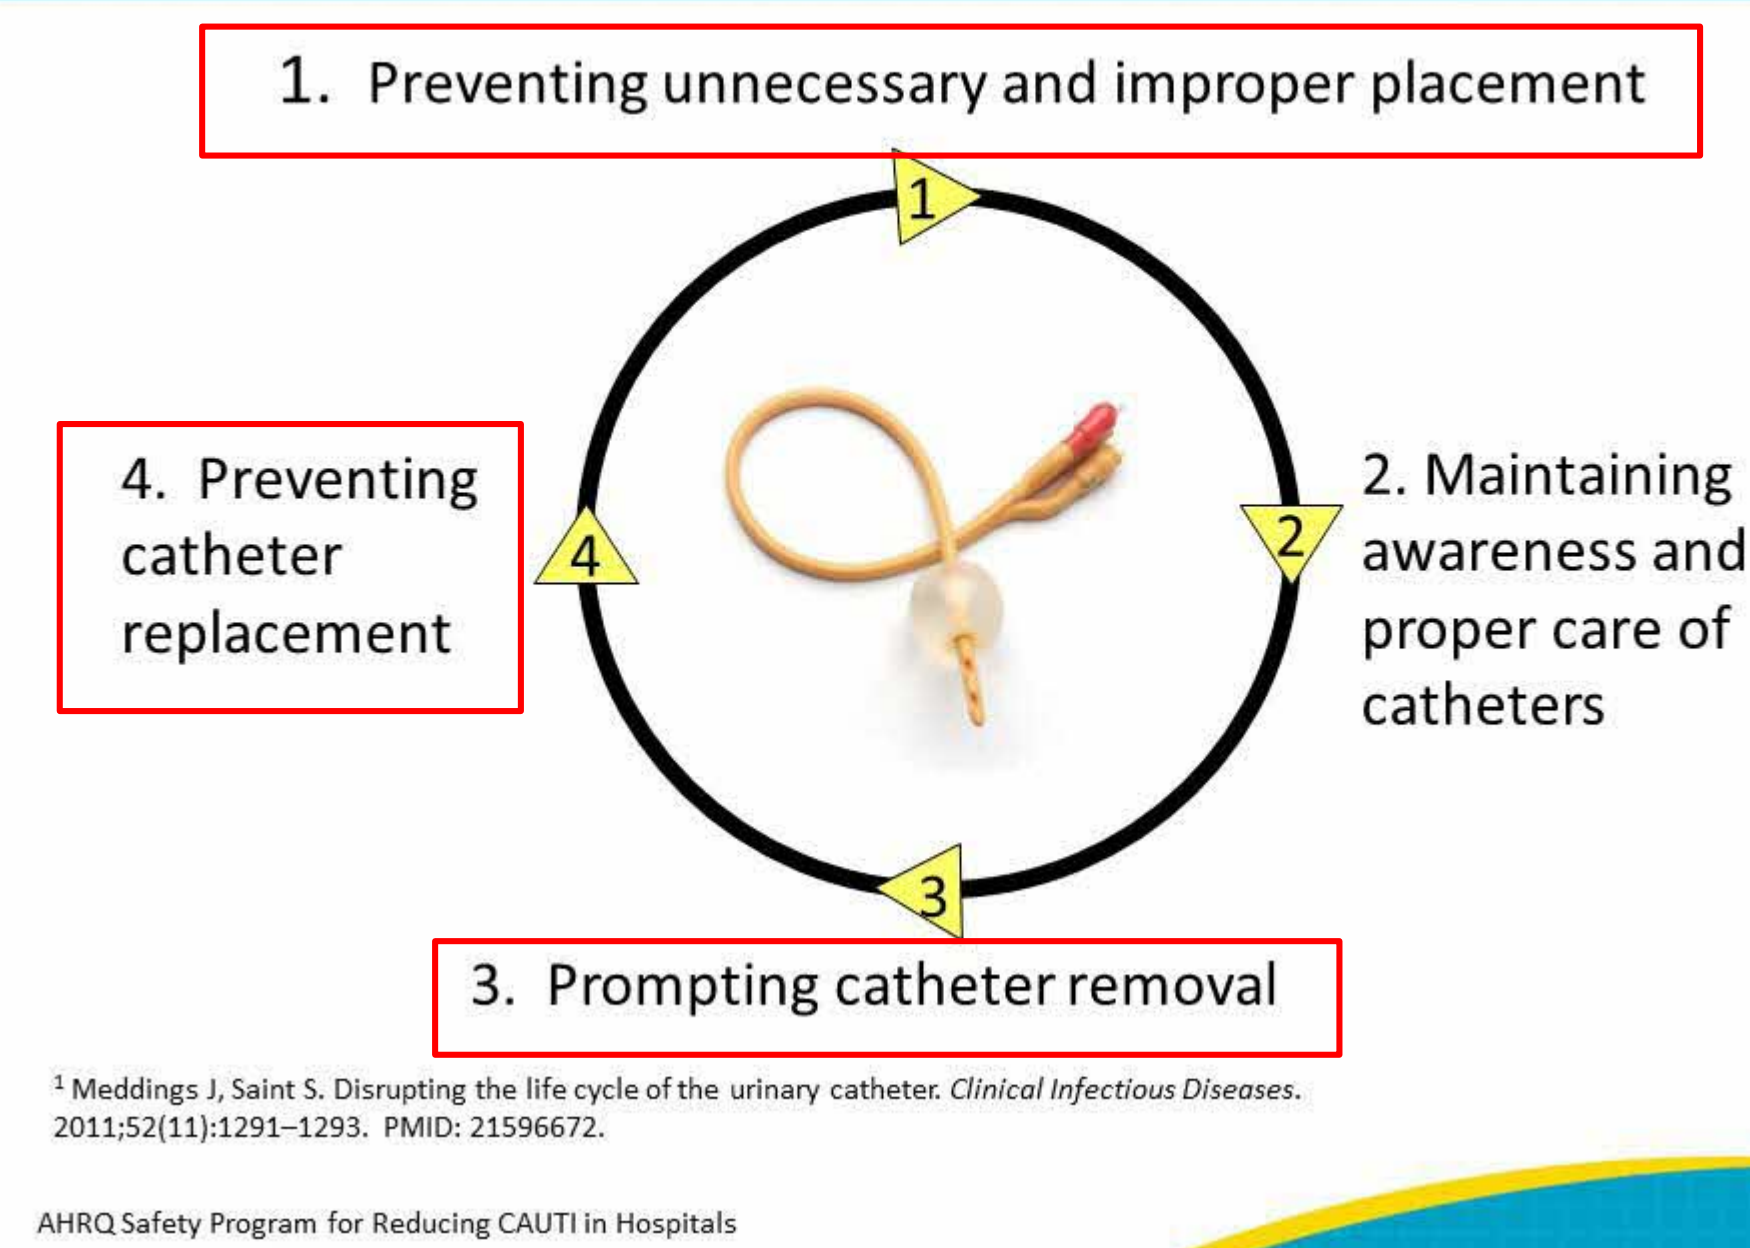 1. Preventing unnecessary and improper placement
1
4. Preventing
catheter
replacement
4
2
2. Maintaining
awareness and
proper care of
catheters
3
3. Prompting catheter removal
1 Meddings J, Saint S. Disrupting the life cycle of the urinary catheter. Clinical Infectious Diseases.
2011;52(11):1291–1293. PMID: 21596672.
AHRQ Safety Program for Reducing CAUTI in Hospitals